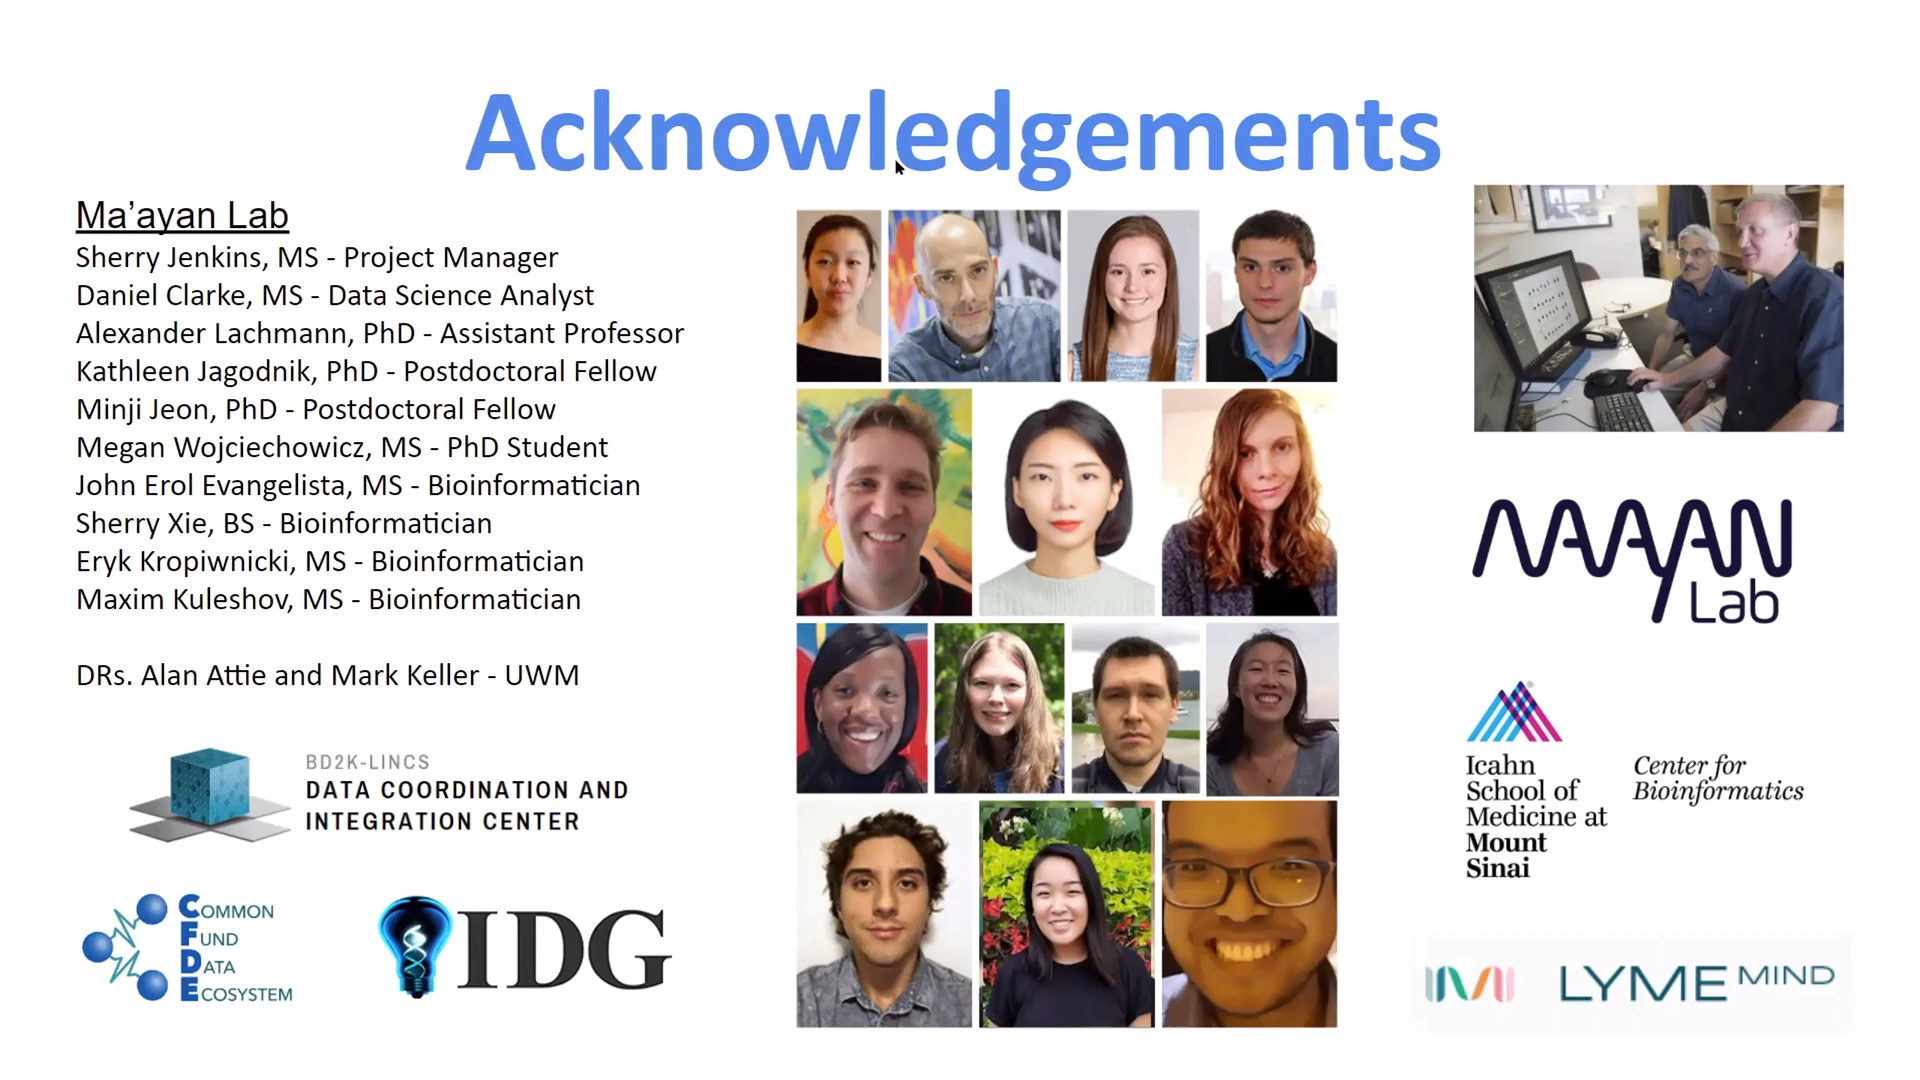 Acknowledgements
Ma’ayan Lab
Sherry Jenkins, MS - Project Manager
Daniel Clarke, MS - Data Science Analyst
Alexander Lachmann, PhD - Assistant Professor
Kathleen Jagodnik, PhD - Postdoctoral Fellow
Minji Jeon, PhD - Postdoctoral Fellow
Megan Wojciechowicz, MS - PhD Student
John Erol Evangelista, MS - Bioinformatician
Sherry Xie, BS - Bioinformatician
Eryk Kropiwnicki, MS - Bioinformatician
Maxim Kuleshov, MS - Bioinformatician
DRs. Alan Attie and Mark Keller - UWM
BD2K-LINCS
DATA COORDINATION AND
INTEGRATION CENTER
COMMON
FUND
DATA
ECOSYSTEM
IDG
MAAYAN
Lab
Icahn
School of
Medicine at
Mount
Sinai
Center for
Bioinformatics
LYME MIND